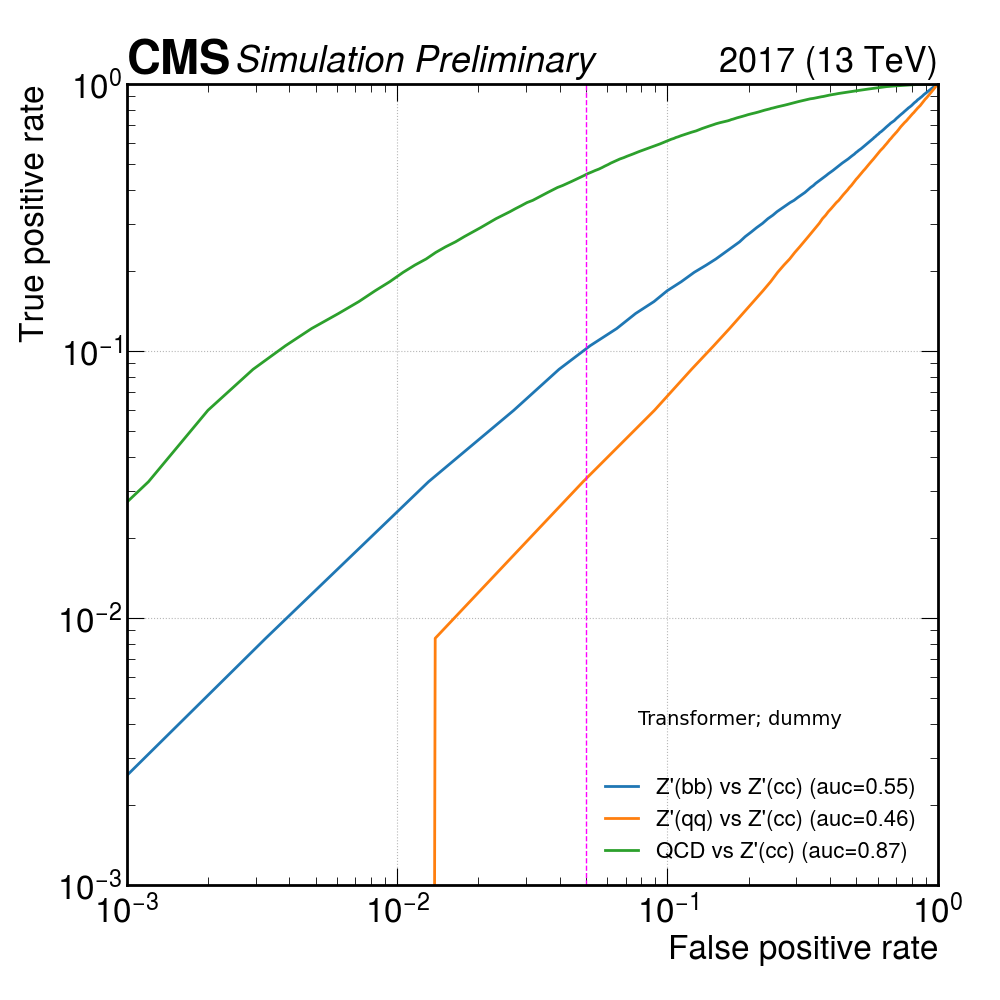 CMS Simulation Preliminary 2017 (13 TeV)
True positive rate
10⁰
10⁻¹
10⁻²
10⁻³
Transformer; dummy
Z'(bb) vs Z'(cc) (auc=0.55)
Z'(qq) vs Z'(cc) (auc=0.46)
QCD vs Z'(cc) (auc=0.87)
10⁻³ 10⁻² 10⁻¹ 10⁰
False positive rate